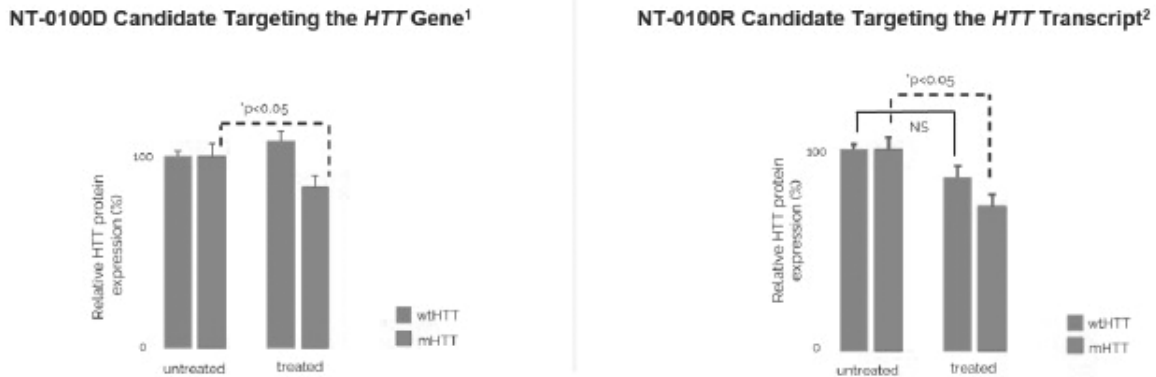 NT-0100D Candidate Targeting the HTT Gene¹
*p<0.05
100
Relative HTT protein
expression (%)
0
untreated
treated
wtHTT
mHTT
NT-0100R Candidate Targeting the HTT Transcript²
*p<0.05
NS
100
Relative HTT protein
expression (%)
0
untreated
treated
wtHTT
mHTT